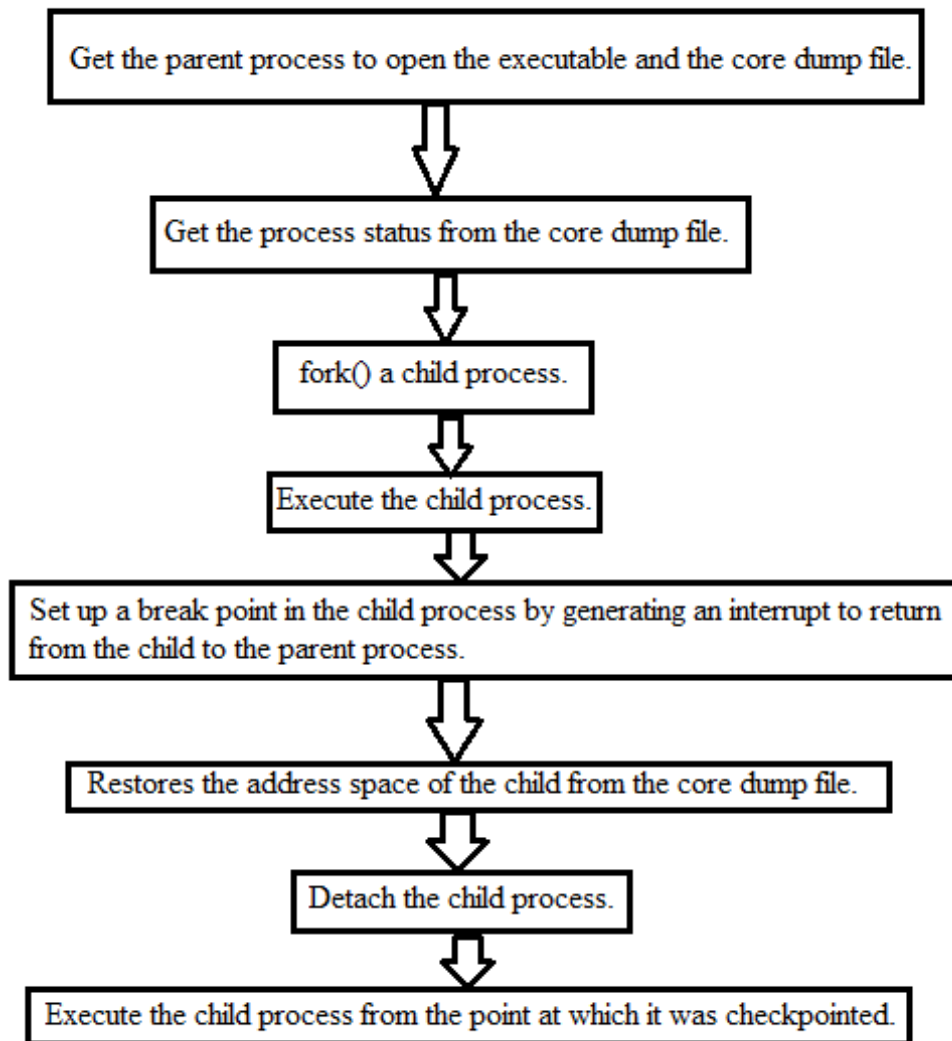 Get the parent process to open the executable and the core dump file.
Get the process status from the core dump file.
fork() a child process.
Execute the child process.
Set up a break point in the child process by generating an interrupt to return
from the child to the parent process.
Restores the address space of the child from the core dump file.
Detach the child process.
Execute the child process from the point at which it was checkpointed.